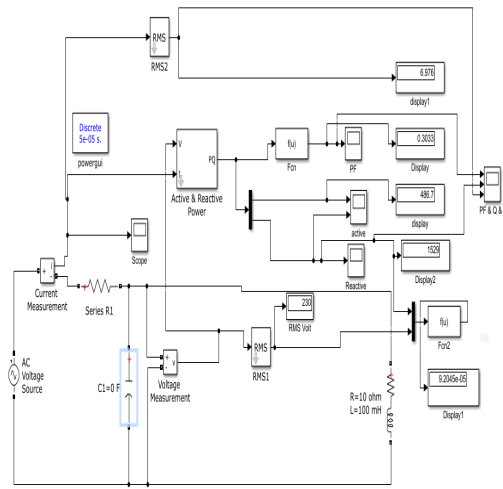 RMS
RMS2
6.976
display1
Discrete
5e-05 s.
powergui
V
I
PQ
Active & Reactive
Power
f(u)
Fcn
PF
0.3033
Display
486.7
display
PF & Q &
active
Scope
Reactive
1529
Display2
Current
Measurement
Series R1
230
RMS Volt
f(u)
Fcn2
AC
Voltage
Source
C1=0 F
v
Voltage
Measurement
RMS
RMS1
R=10 ohm
L=100 mH
9.2045e-05
Display1